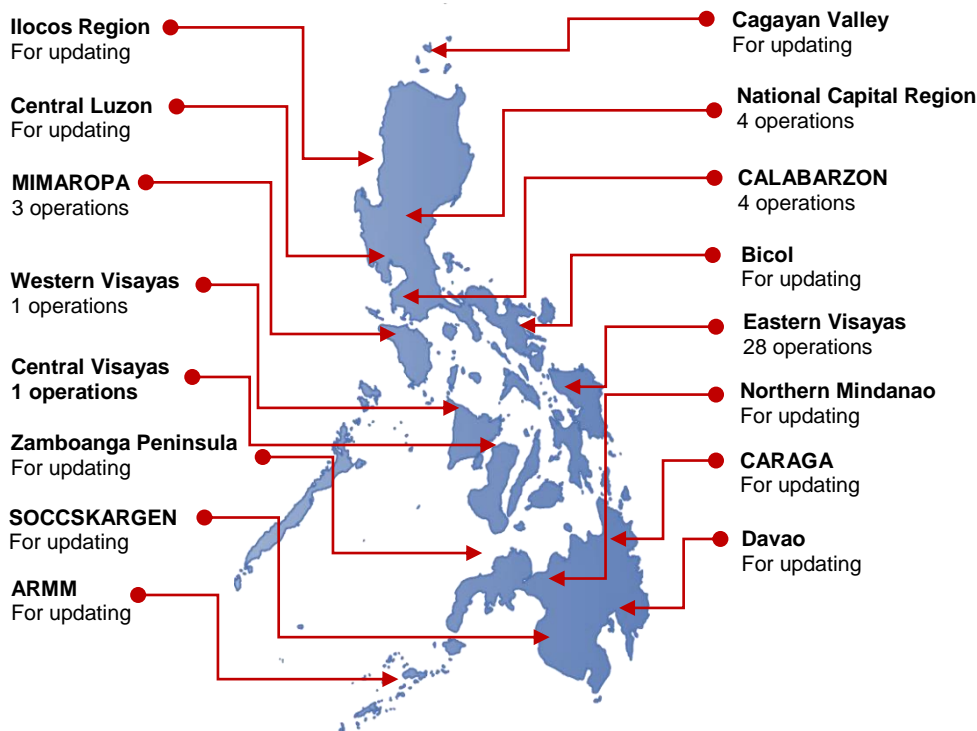 Ilocos Region
For updating
Central Luzon
For updating
MIMAROPA
3 operations
Western Visayas
1 operations
Central Visayas
1 operations
Zamboanga Peninsula
For updating
SOCCSKARGEN
For updating
ARMM
For updating
Cagayan Valley
For updating
National Capital Region
4 operations
CALABARZON
4 operations
Bicol
For updating
Eastern Visayas
28 operations
Northern Mindanao
For updating
CARAGA
For updating
Davao
For updating